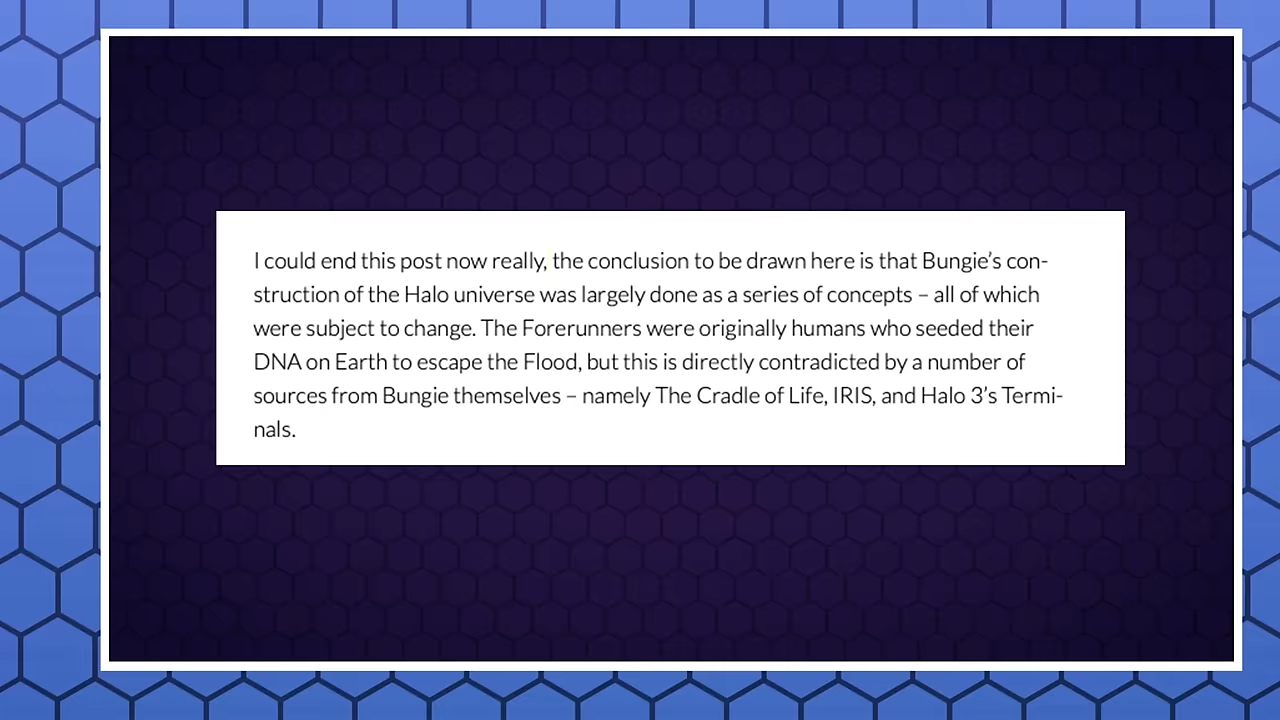 I could end this post now really, the conclusion to be drawn here is that Bungie’s con-
struction of the Halo universe was largely done as a series of concepts – all of which
were subject to change. The Forerunners were originally humans who seeded their
DNA on Earth to escape the Flood, but this is directly contradicted by a number of
sources from Bungie themselves – namely The Cradle of Life, IRIS, and Halo 3’s Termi-
nals.